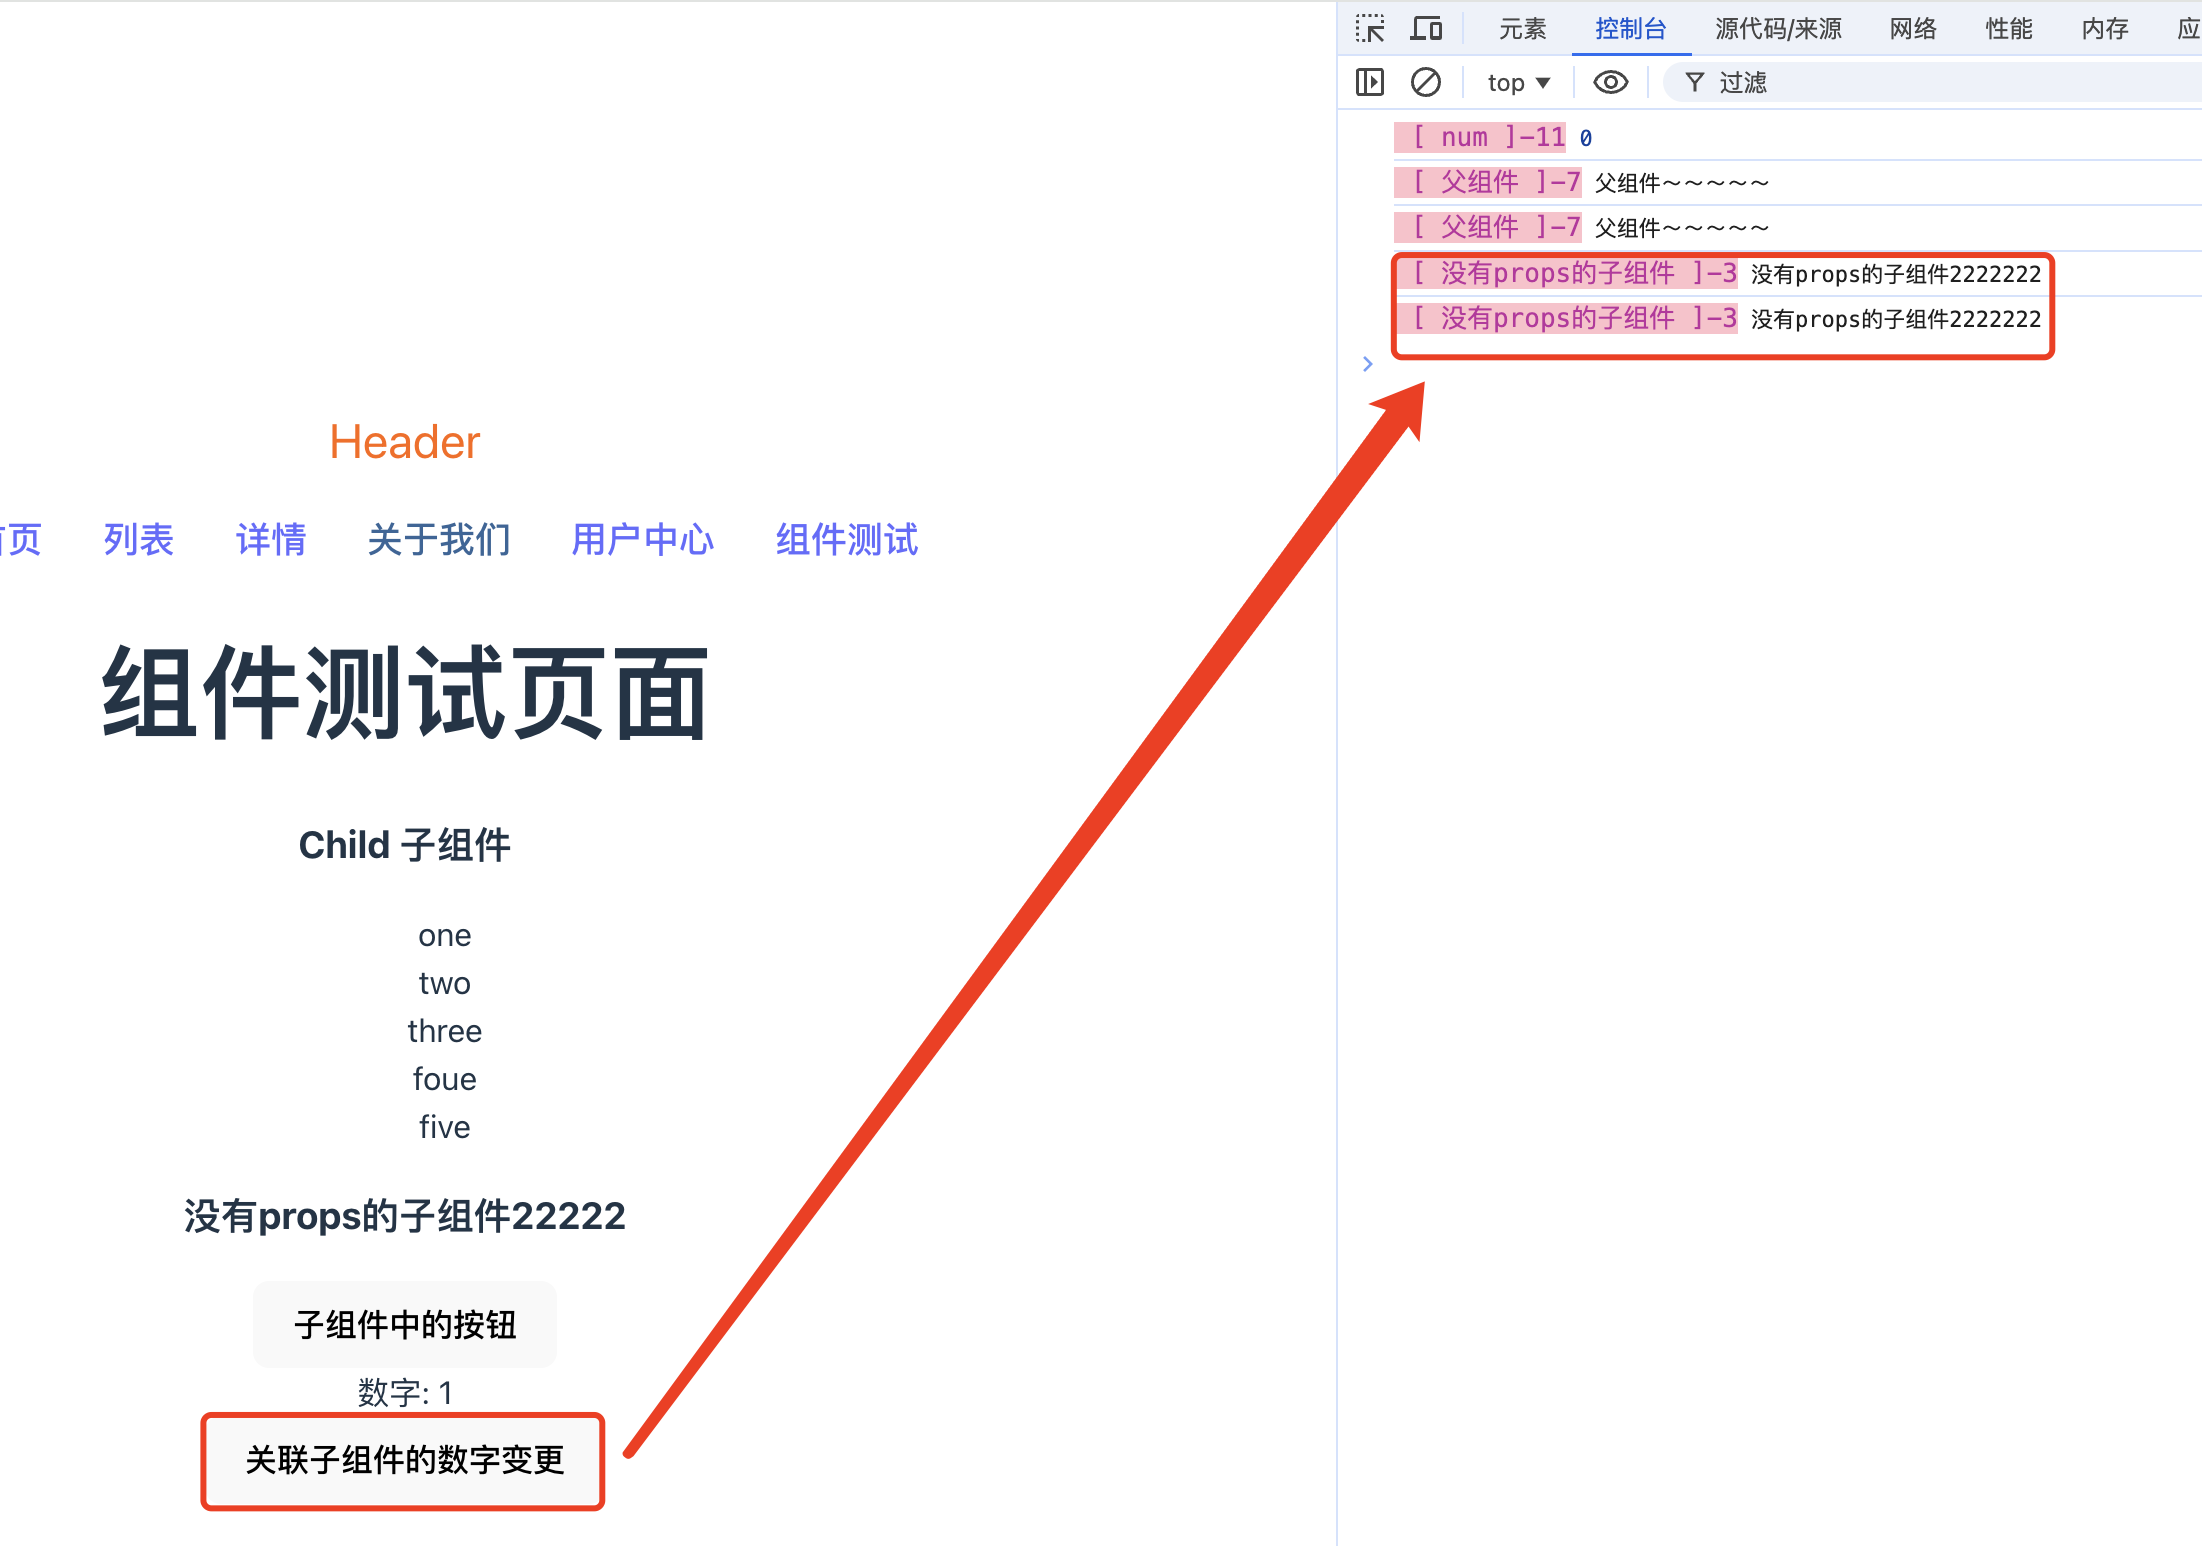 Header
页 列表 详情 关于我们 用户中心 组件测试
组件测试页面
Child 子组件
one
two
three
foue
five
没有props的子组件22222
子组件中的按钮
数字: 1
关联子组件的数字变更
元素 控制台 源代码/来源 网络 性能 内存 应
top 过滤
[ num ]-11 0
[ 父组件 ]-7 父组件~~~~~
[ 父组件 ]-7 父组件~~~~~
[ 没有props的子组件 ]-3 没有props的子组件2222222
[ 没有props的子组件 ]-3 没有props的子组件2222222